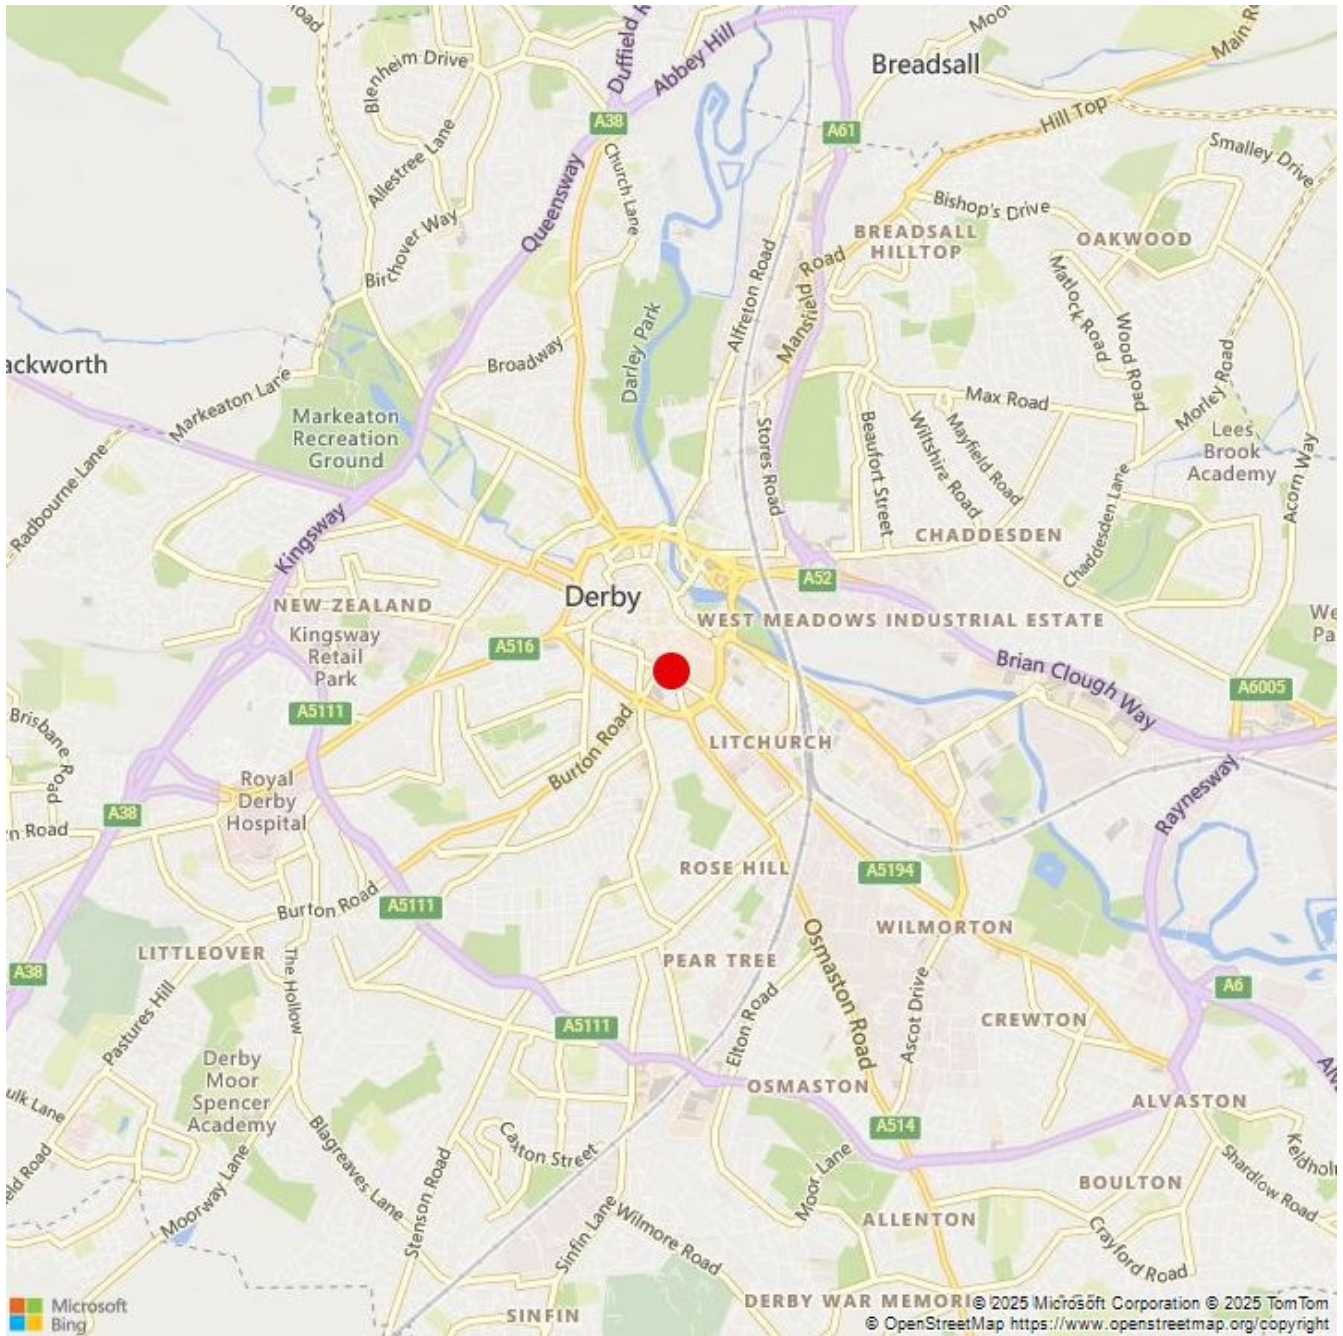 Road
Duffield R
Abbey Hill
Moor
Main Ro
Breadsall
Blenheim Drive
A38
A61
Hill Top
Smalley Drive
Allestree Lane
Church Lane
Queensway
Bishop's Drive
BREADSALL
HILLTOP
OAKWOOD
Birchover Way
Road
Alfreton Road
Mansfield
Matlock Road
Wood Road
Darley Park
Broadway
ackworth
Markeaton Lane
Morley Road
Max Road
Markeaton
Recreation
Ground
Stores Road
Beaufort Street
Wiltshire Road
Mayfield Road
Lees
Brook
Academy
Acorn Way
Radbourne Lane
Kingsway
Chaddesden Lane
CHADDESDEN
A52
Derby
NEW ZEALAND
WEST MEADOWS INDUSTRIAL ESTATE
We
Pa
Kingsway
Retail
Park
A516
Brian Clough Way
A6005
A5111
Brisbane Road
Burton Road
LITCHURCH
Royal
Derby
Hospital
A38
n Road
Raynesway
ROSE HILL
A5194
Burton Road
A5111
WILMORTON
LITTLEOVER
The Hollow
PEAR TREE
Osmaston Road
A38
Pastures Hill
Elton Road
Ascot Drive
A6
A5111
CREWTON
Derby
Moor
Spencer
Academy
OSMASTON
ALVASTON
Al
ulk Lane
A514
Blagreaves Lane
Caxton Street
Moor Lane
Keldholm
Shardlow Road
eld Road
Moorway Lane
Stenson Road
BOULTON
ALLENTON
Sinfin Lane
Wilmore Road
Crayford Road
SINFIN
DERBY WAR MEMORI
Microsoft
Bing
© 2025 Microsoft Corporation © 2025 TomTom
© OpenStreetMap https://www.openstreetmap.org/copyright